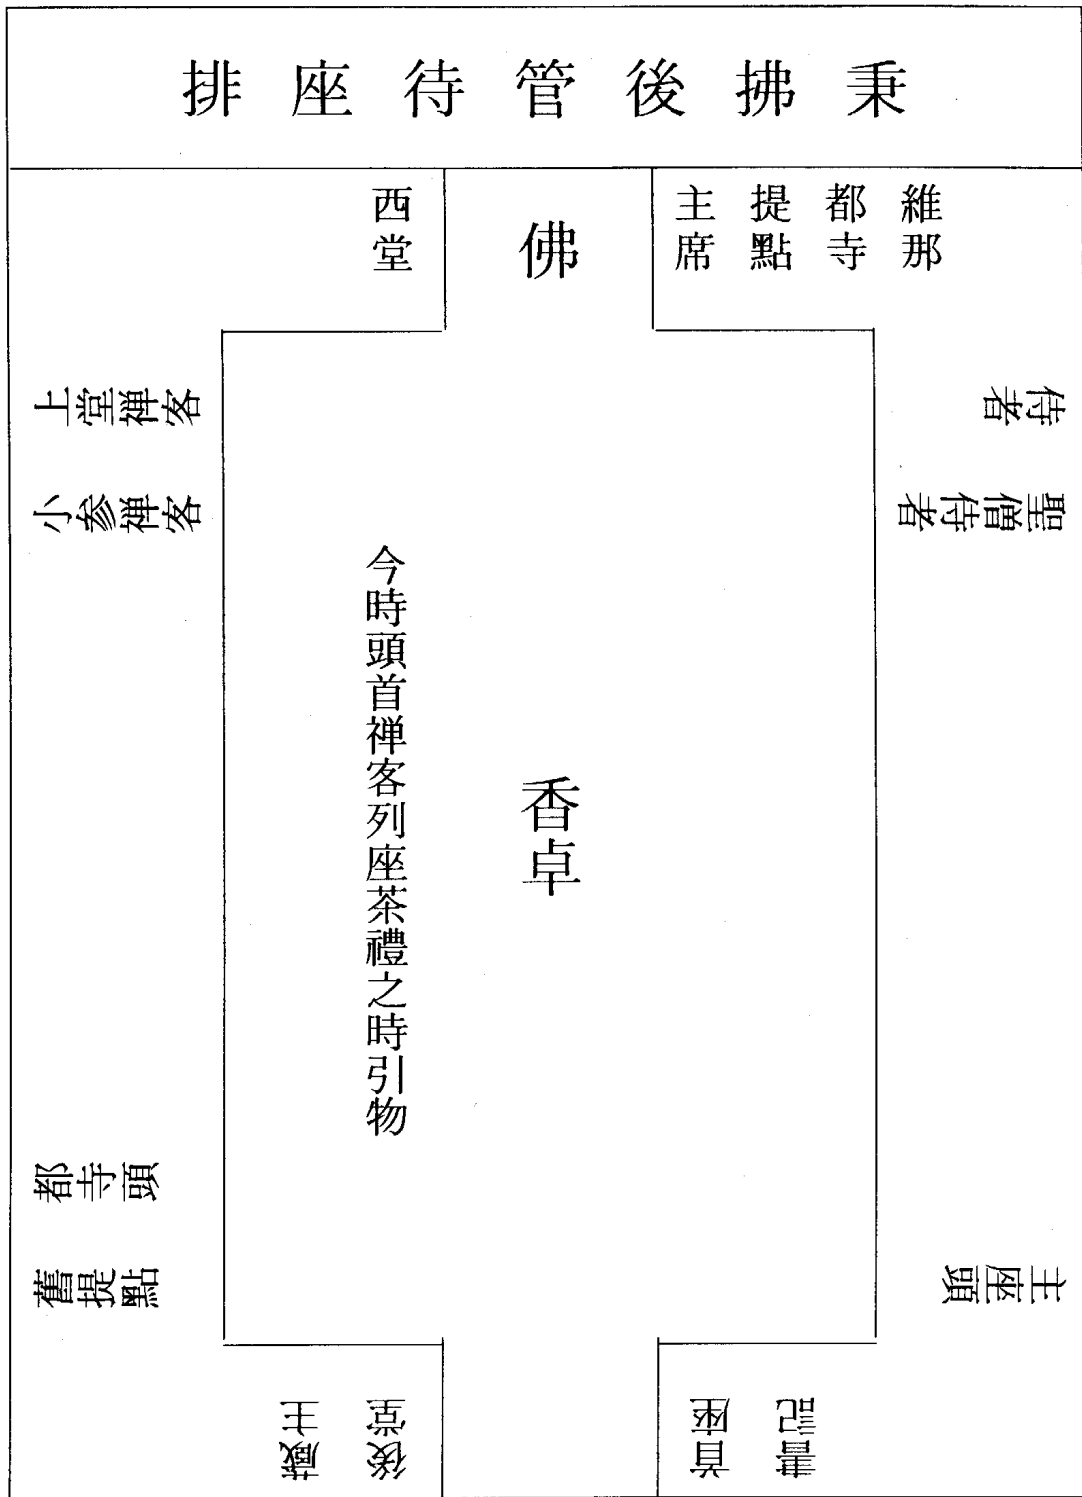 秉拂後管待座排
維那
都寺
提點
主席
佛
西堂
侍者
聖僧侍者
主座頭
香卓
今時頭首禅客列座茶禮之時引物
上堂禅客
小参禅客
都寺頭
舊提點
書記
首座
後堂
蔵主